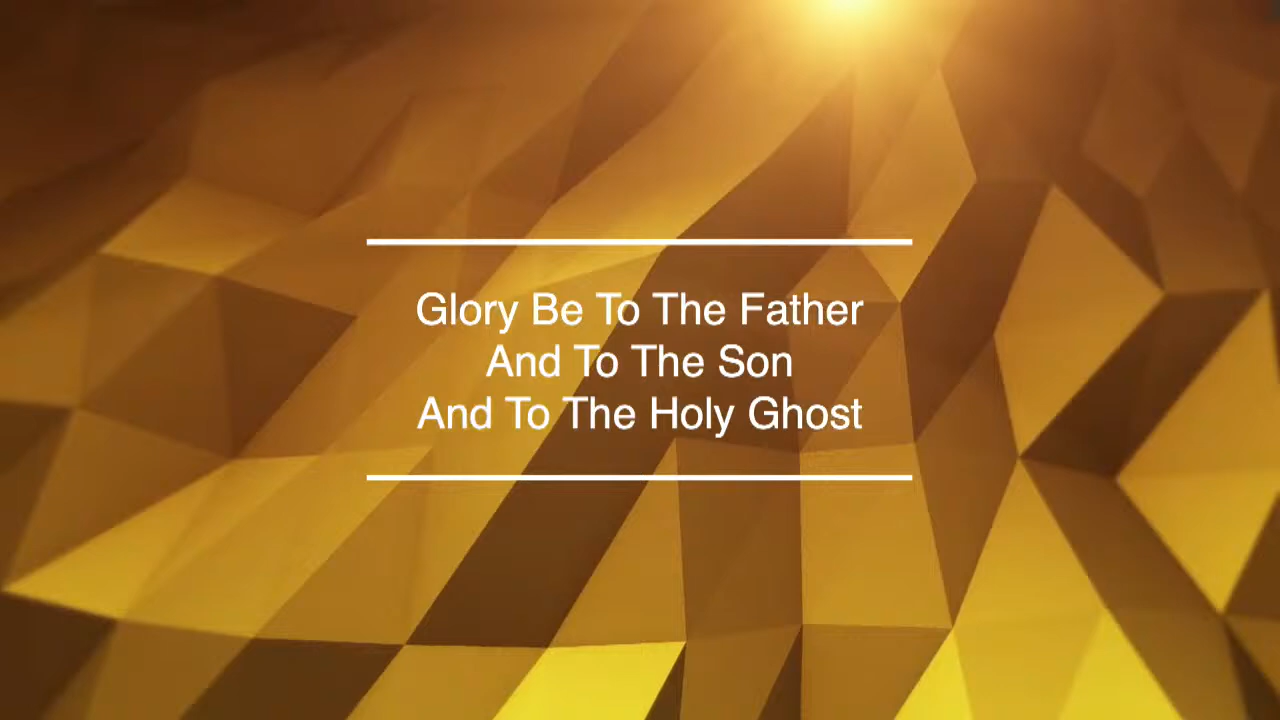 Glory Be To The Father
And To The Son
And To The Holy Ghost